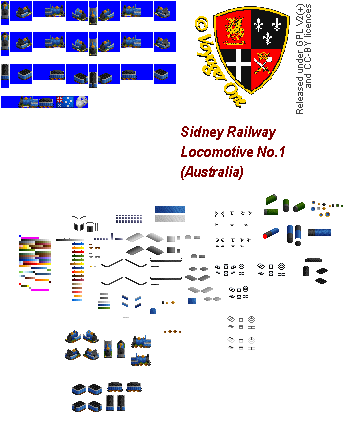 © Voyager One
Released under GPL v2(+)
and CC-BY licences
Sidney Railway
Locomotive No.1
(Australia)